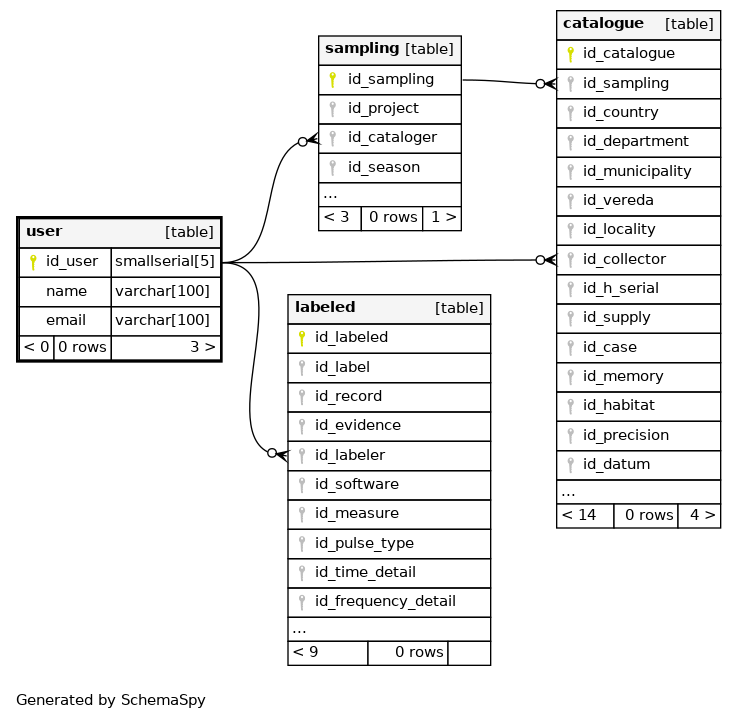 user [table]
id_user smallserial[5]
name varchar[100]
email varchar[100]
< 0 0 rows 3 >
sampling [table]
id_sampling
id_project
id_cataloger
id_season
...
< 3 0 rows 1 >
labeled [table]
id_labeled
id_label
id_record
id_evidence
id_labeler
id_software
id_measure
id_pulse_type
id_time_detail
id_frequency_detail
...
< 9 0 rows
catalogue [table]
id_catalogue
id_sampling
id_country
id_department
id_municipality
id_vereda
id_locality
id_collector
id_h_serial
id_supply
id_case
id_memory
id_habitat
id_precision
id_datum
...
< 14 0 rows 4 >
Generated by SchemaSpy